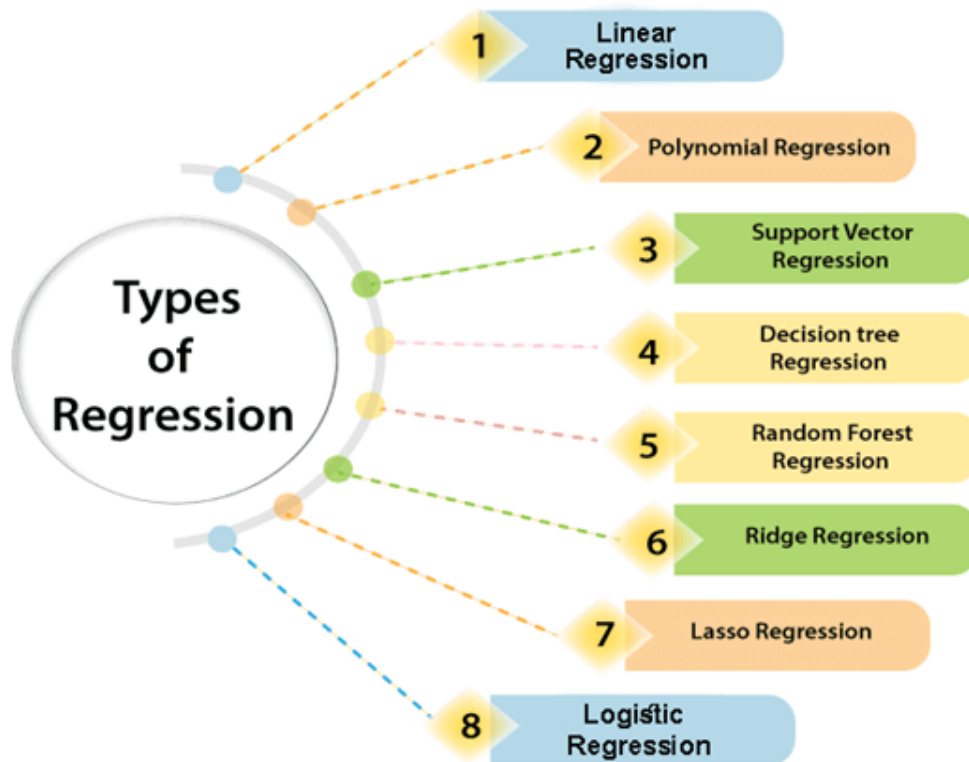 Types
of
Regression
1
Linear
Regression
2
Polynomial Regression
3
Support Vector
Regression
4
Decision tree
Regression
5
Random Forest
Regression
6
Ridge Regression
7
Lasso Regression
8
Logistic
Regression